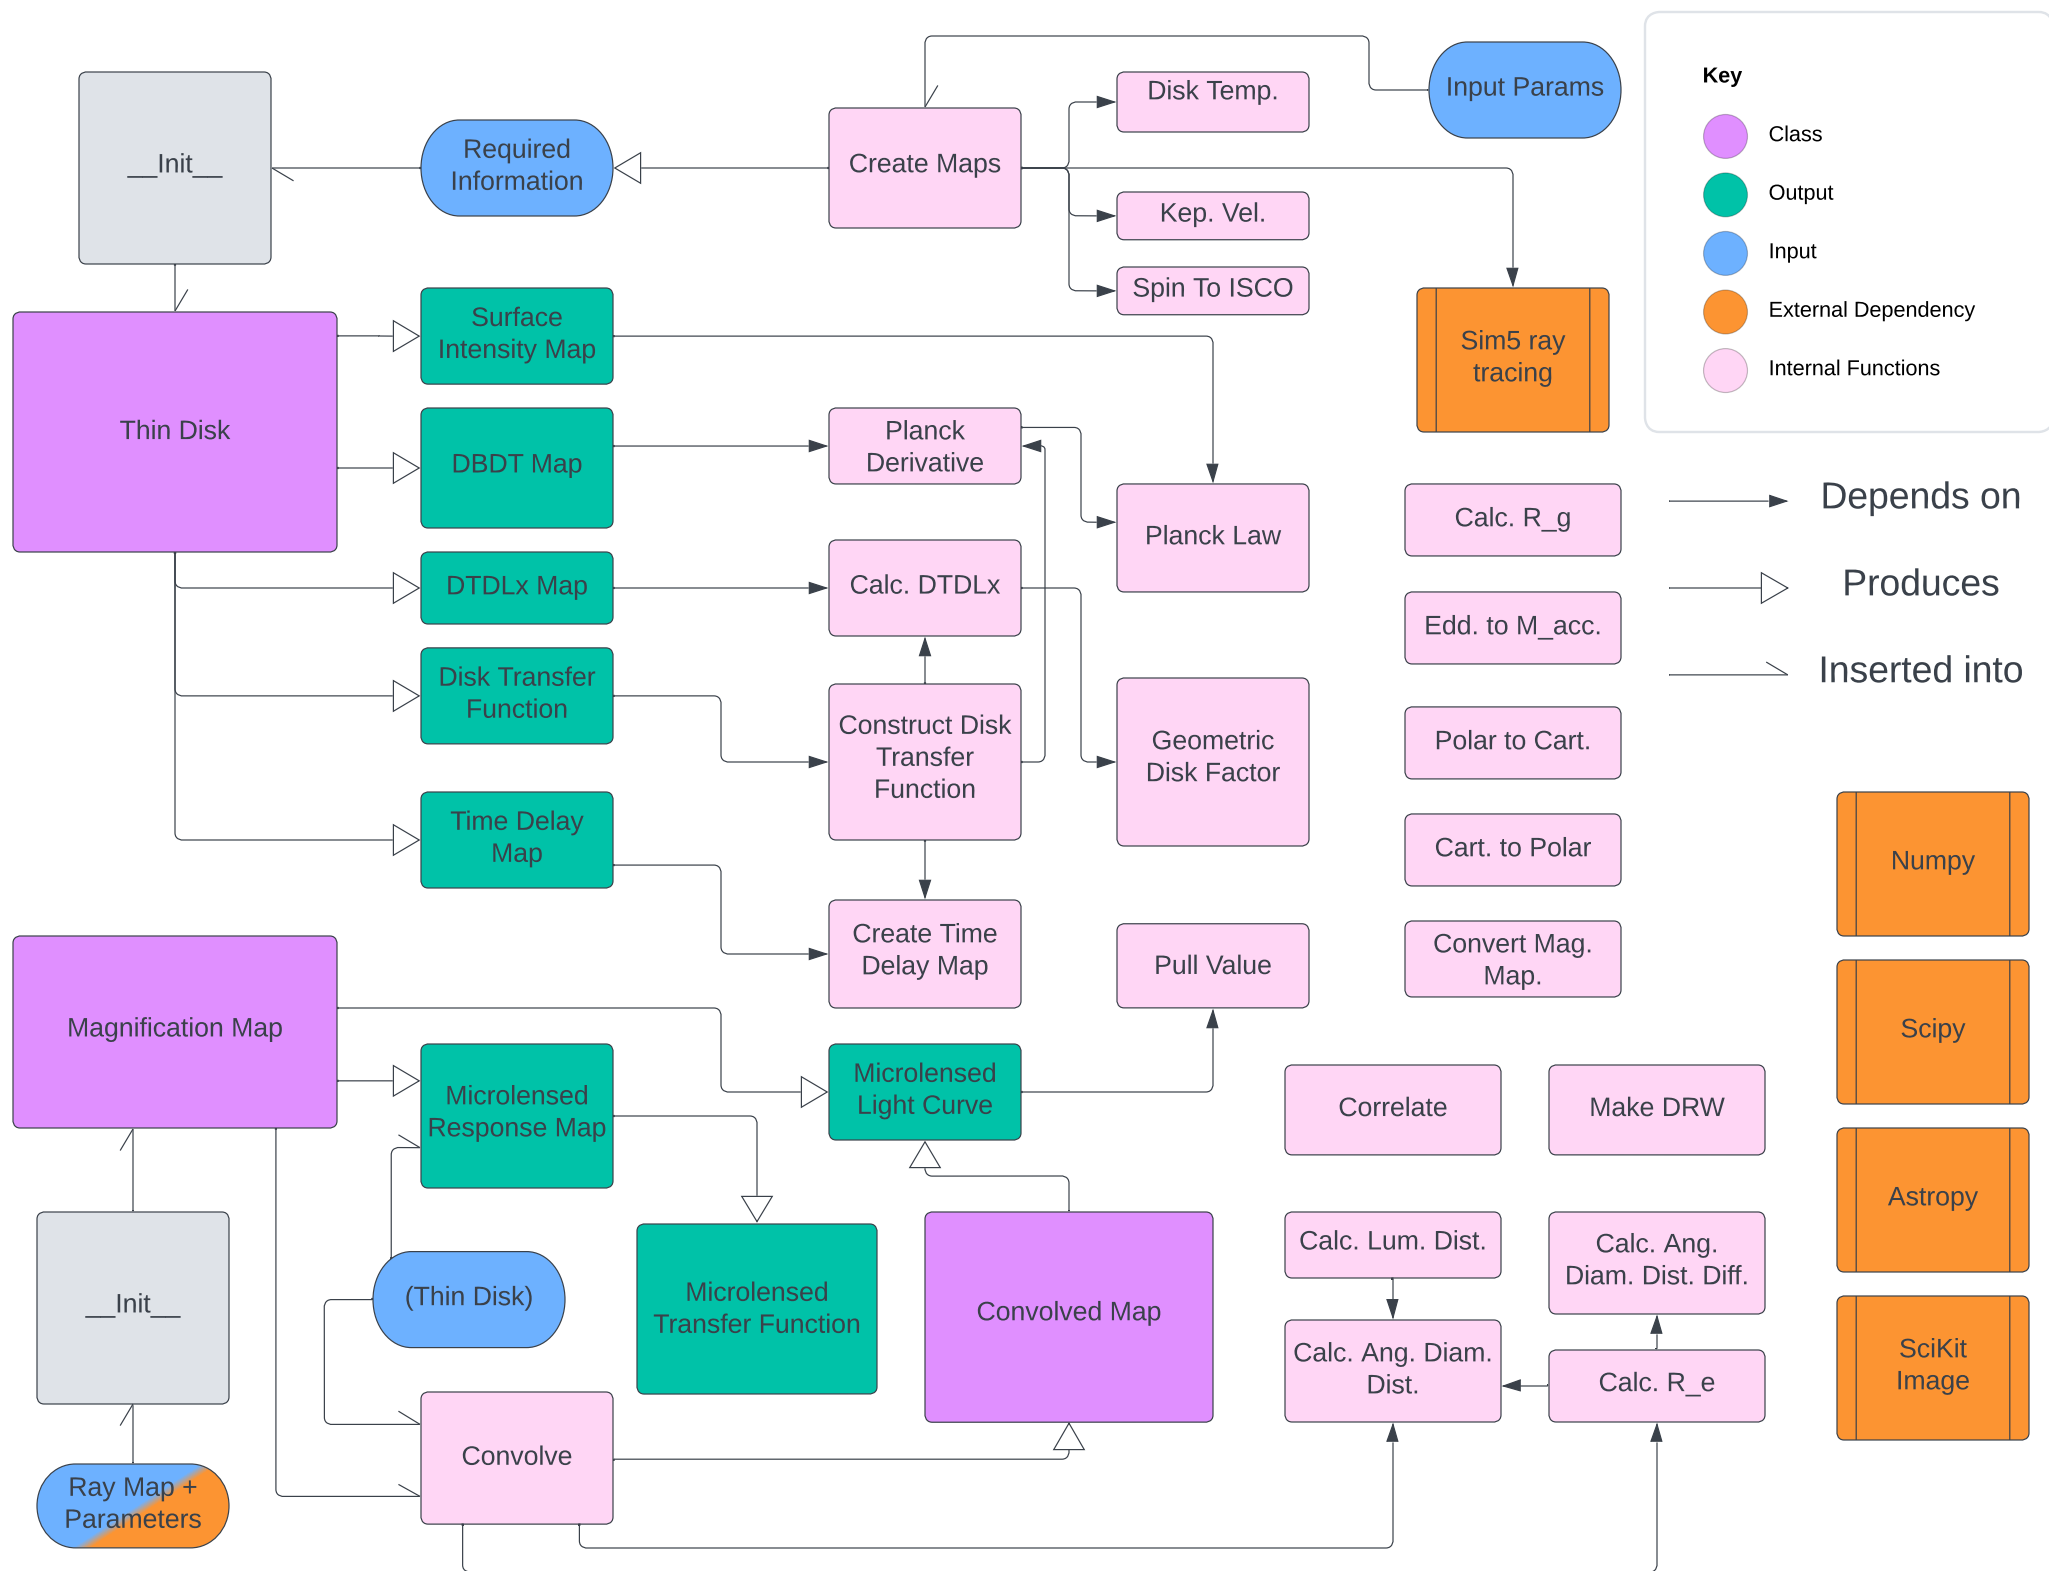 Input Params
Key
Disk Temp.
Class
__Init__
Required
Information
Create Maps
Output
Kep. Vel.
Input
Spin To ISCO
External Dependency
Surface
Intensity Map
Sim5 ray
tracing
Internal Functions
Thin Disk
DBDT Map
Planck
Derivative
Planck Law
Calc. R_g
Depends on
DTDLx Map
Calc. DTDLx
Produces
Edd. to M_acc.
Inserted into
Disk Transfer
Function
Construct Disk
Transfer
Function
Geometric
Disk Factor
Polar to Cart.
Time Delay
Map
Cart. to Polar
Numpy
Create Time
Delay Map
Pull Value
Convert Mag.
Map.
Magnification Map
Scipy
Microlensed
Response Map
Microlensed
Light Curve
Correlate
Make DRW
Astropy
__Init__
(Thin Disk)
Microlensed
Transfer Function
Convolved Map
Calc. Lum. Dist.
Calc. Ang.
Diam. Dist. Diff.
Calc. Ang. Diam.
Dist.
Calc. R_e
SciKit
Image
Convolve
Ray Map +
Parameters